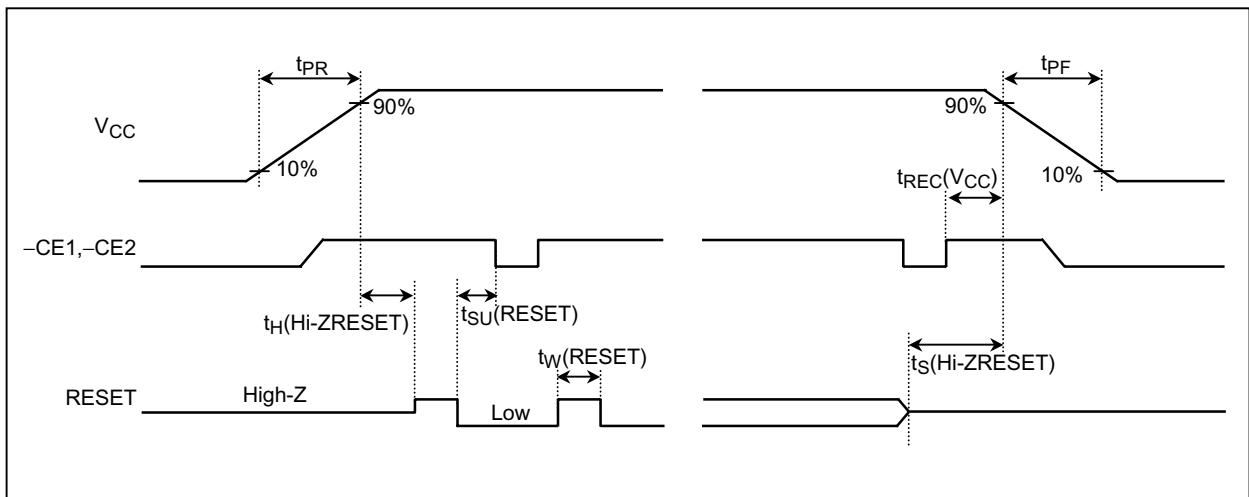 tPR
tPF
90%
90%
VCC
10%
tREC(VCC)
10%
–CE1,–CE2
tH(Hi-ZRESET)
tSU(RESET)
tW(RESET)
tS(Hi-ZRESET)
RESET
High-Z
Low